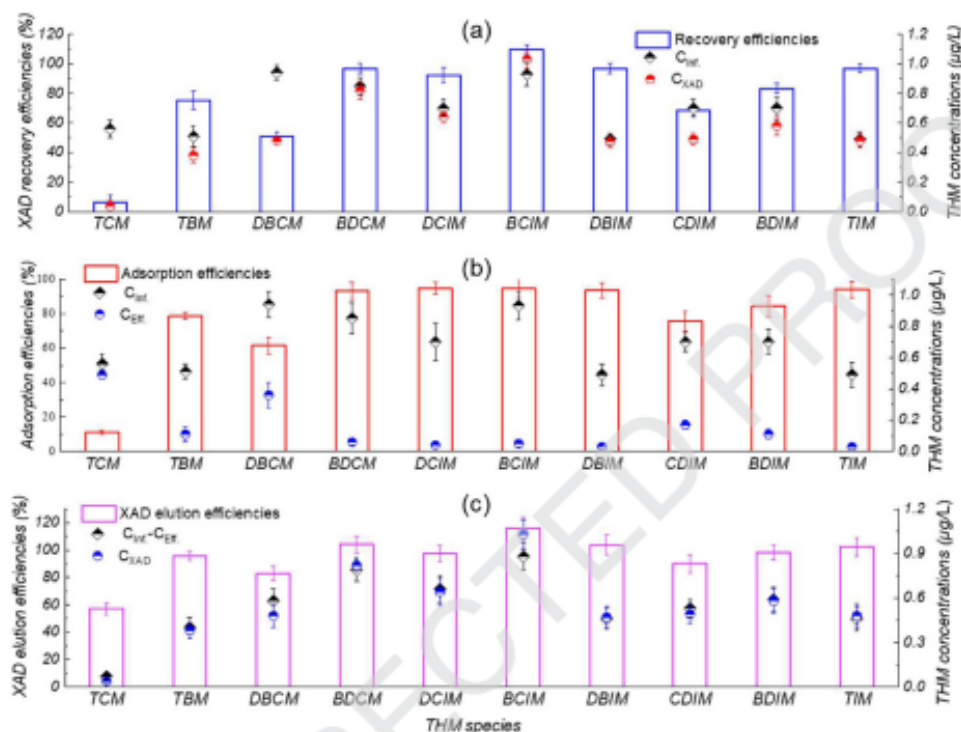 (a)
Recovery efficiencies
C_Inf.
C_XAD
XAD recovery efficiencies (%)
120
100
80
60
40
20
0
THM concentrations (µg/L)
1.2
1.0
0.8
0.6
0.4
0.2
0.0
TCM TBM DBCM BDCM DCIM BCIM DBIM CDIM BDIM TIM
(b)
Adsorption efficiencies
C_Inf.
C_Eff.
Adsorption efficiencies (%)
100
80
60
40
20
0
THM concentrations (µg/L)
1.0
0.8
0.6
0.4
0.2
0.0
TCM TBM DBCM BDCM DCIM BCIM DBIM CDIM BDIM TIM
(c)
XAD elution efficiencies
C_Inf.-C_Eff.
C_XAD
XAD elution efficiencies (%)
120
100
80
60
40
20
0
THM concentrations (µg/L)
1.2
0.9
0.6
0.3
0.0
TCM TBM DBCM BDCM DCIM BCIM DBIM CDIM BDIM TIM
THM species
ECTED PROO